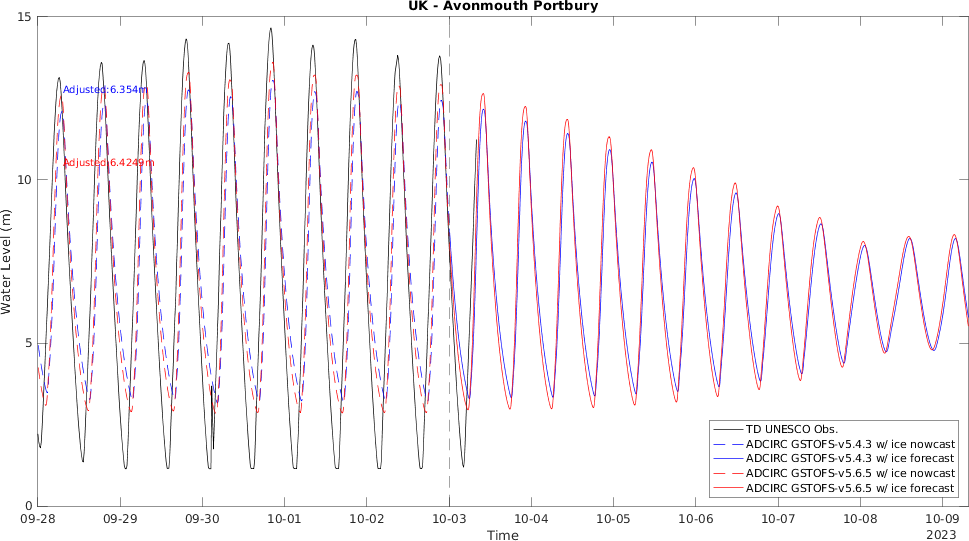 UK - Avonmouth Portbury
15
10
5
0
Water Level (m)
Adjusted:6.354m
Adjusted:6.4249m
TD UNESCO Obs.
ADCIRC GSTOFS-v5.4.3 w/ ice nowcast
ADCIRC GSTOFS-v5.4.3 w/ ice forecast
ADCIRC GSTOFS-v5.6.5 w/ ice nowcast
ADCIRC GSTOFS-v5.6.5 w/ ice forecast
09-28 09-29 09-30 10-01 10-02 10-03 10-04 10-05 10-06 10-07 10-08 10-09
Time
2023